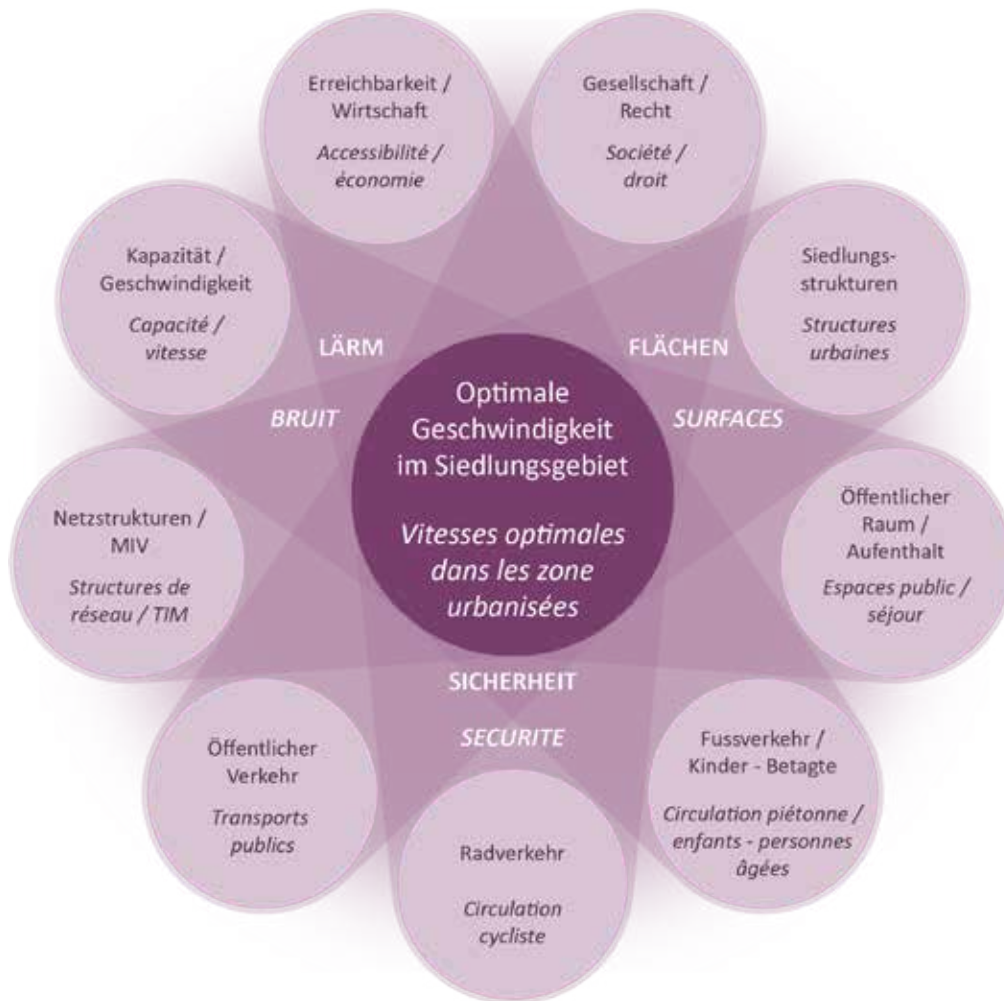 Erreichbarkeit /
Wirtschaft
Accessibilité /
économie
Gesellschaft /
Recht
Société /
droit
Kapazität /
Geschwindigkeit
Capacité /
vitesse
Siedlungs-
strukturen
Structures
urbaines
LÄRM
BRUIT
FLÄCHEN
SURFACES
Optimale
Geschwindigkeit
im Siedlungsgebiet
Vitesses optimales
dans les zone
urbanisées
Netzstrukturen /
MIV
Structures de
réseau / TIM
Öffentlicher
Raum /
Aufenthalt
Espaces public /
séjour
SICHERHEIT
SECURITE
Öffentlicher
Verkehr
Transports
publics
Radverkehr
Circulation
cycliste
Fussverkehr /
Kinder - Betagte
Circulation piétonne /
enfants - personnes
âgées